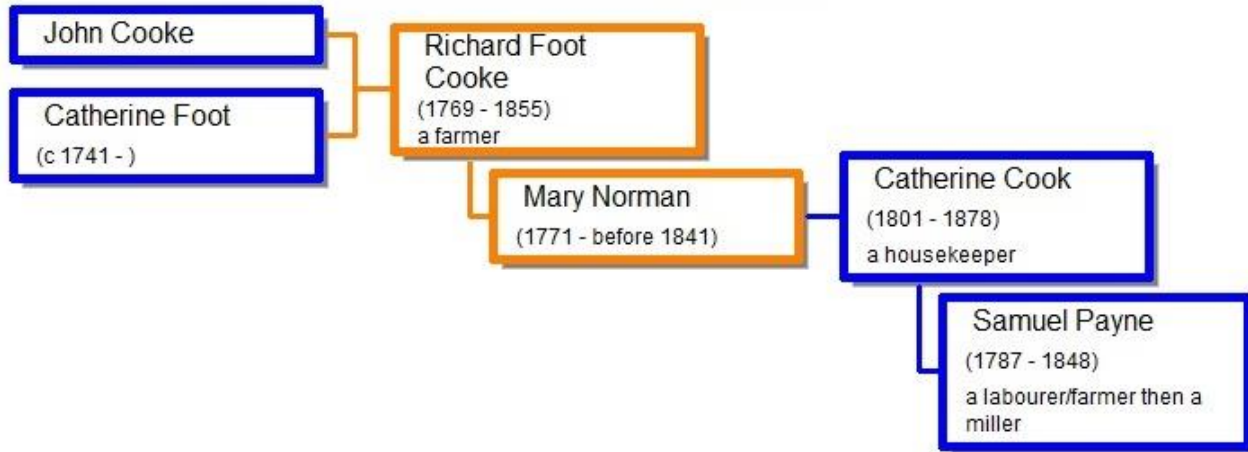 John Cooke
Catherine Foot
(c 1741 - )
Richard Foot
Cooke
(1769 - 1855)
a farmer
Mary Norman
(1771 - before 1841)
Catherine Cook
(1801 - 1878)
a housekeeper
Samuel Payne
(1787 - 1848)
a labourer/farmer then a
miller